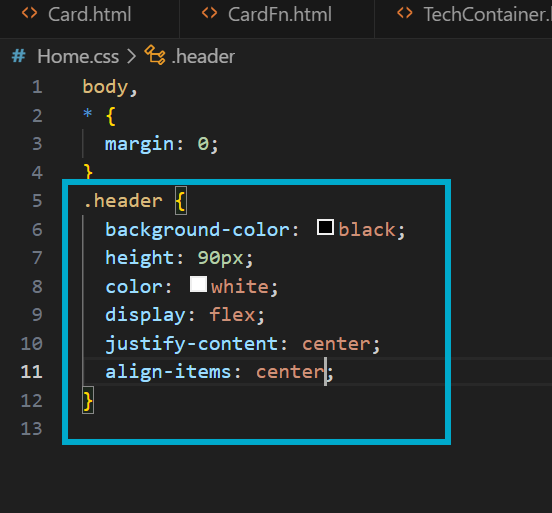 Card.html CardFn.html TechContainer.
# Home.css > .header
1 body,
2 * {
3 margin: 0;
4 }
5 .header {
6 background-color: black;
7 height: 90px;
8 color: white;
9 display: flex;
10 justify-content: center;
11 align-items: center;
12 }
13